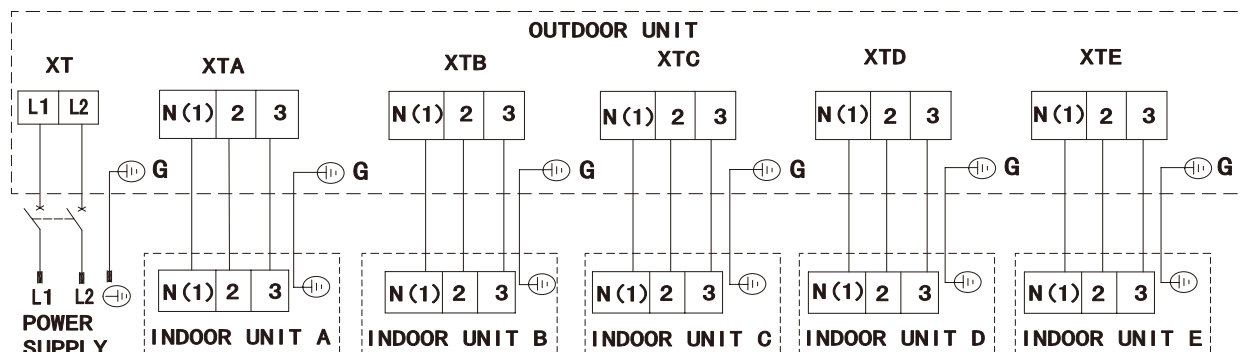 OUTDOOR UNIT
XT XTA XTB XTC XTD XTE
L1 L2 N(1) 2 3 N(1) 2 3 N(1) 2 3 N(1) 2 3 N(1) 2 3
G G G G G G
L1 L2 N(1) 2 3 N(1) 2 3 N(1) 2 3 N(1) 2 3 N(1) 2 3
POWER
SUPPLY
INDOOR UNIT A INDOOR UNIT B INDOOR UNIT C INDOOR UNIT D INDOOR UNIT E